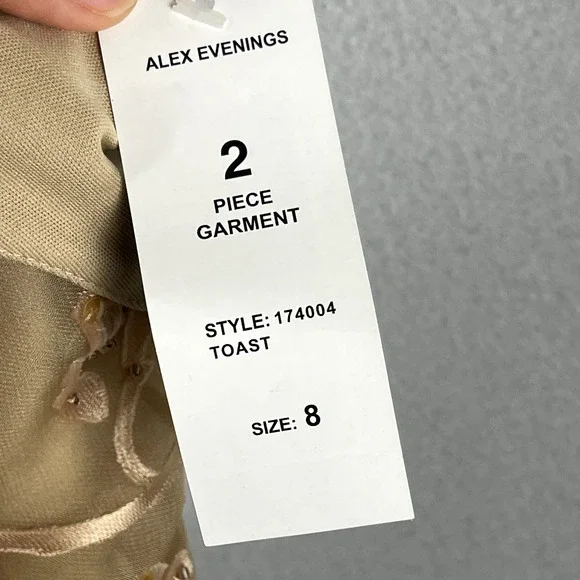 ALEX EVENINGS
2
PIECE
GARMENT
STYLE: 174004
TOAST
SIZE: 8